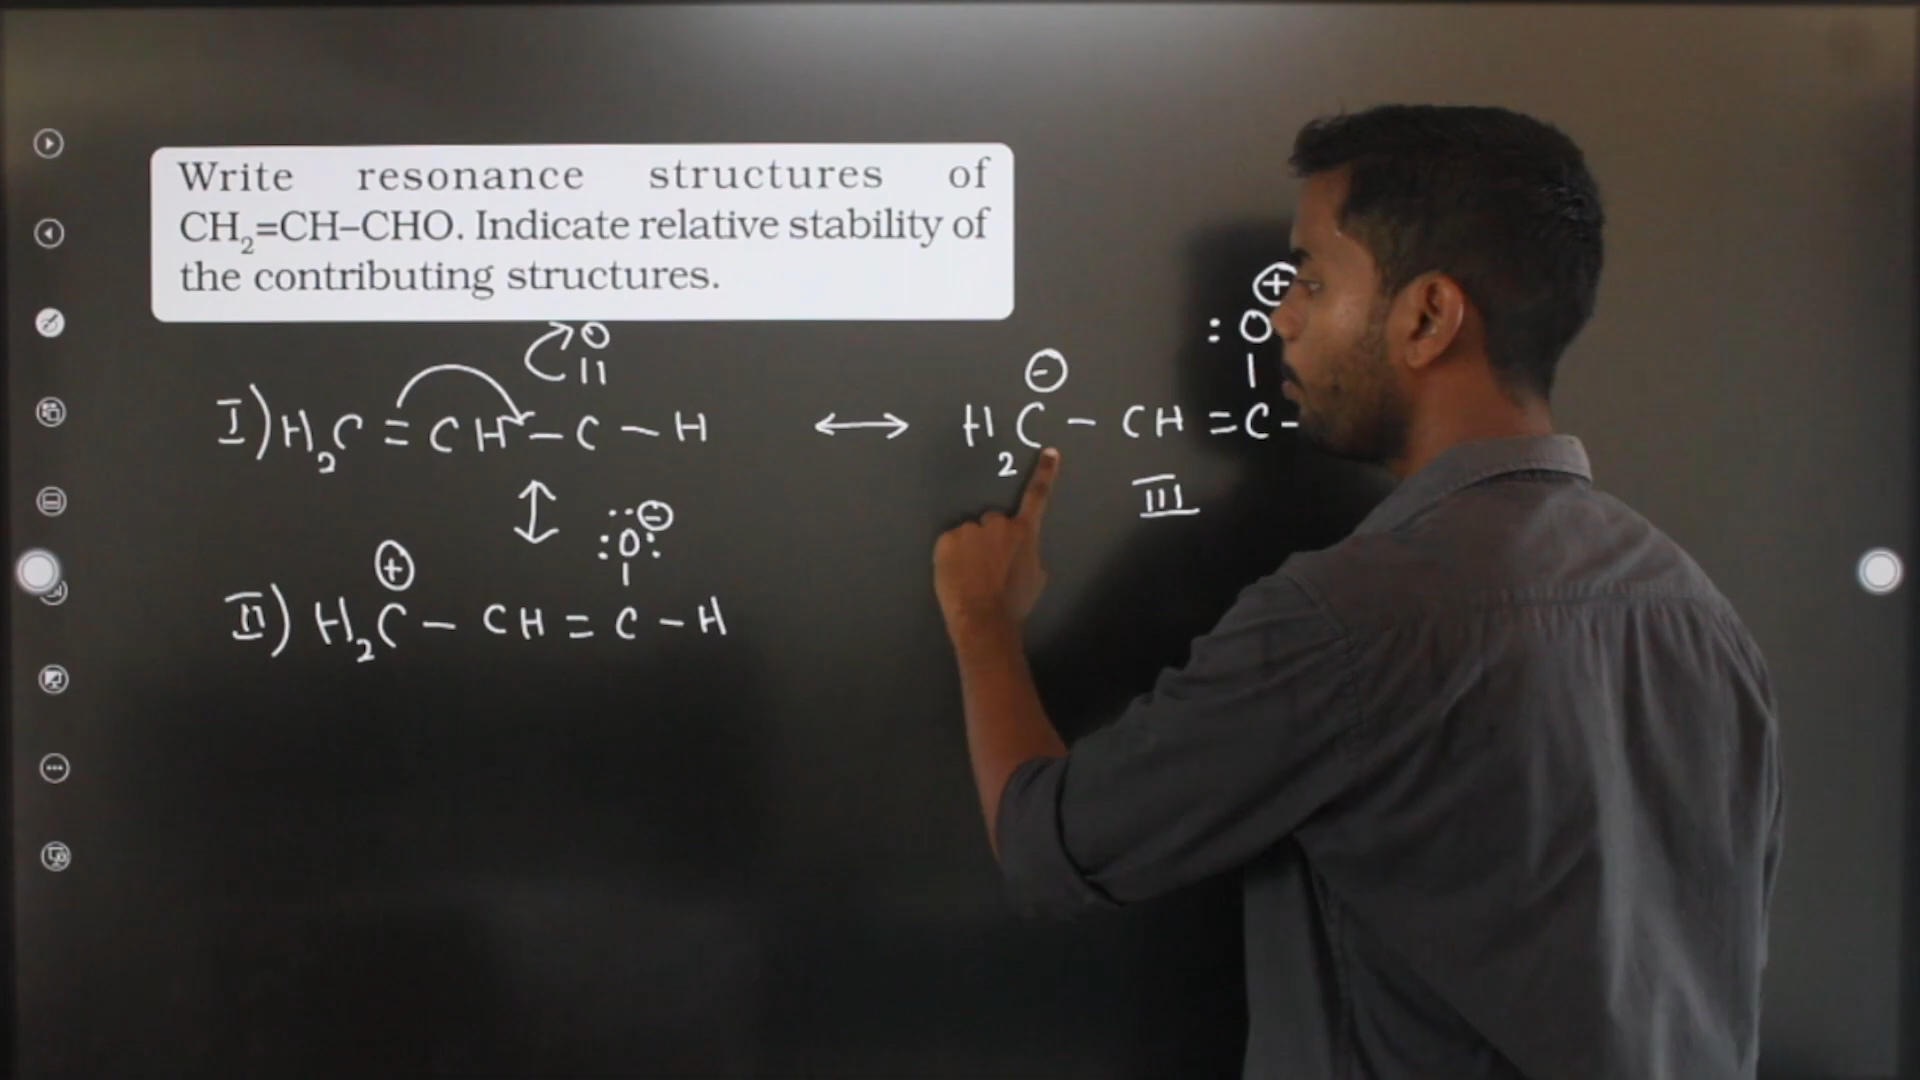 Write resonance structures of
CH₂=CH–CHO. Indicate relative stability of
the contributing structures.
O
||
I) H₂C = CH – C – H ⟷ H₂C – CH = C –
⊖
⊕
: O
|
III
↕
⊕
:Ö: ⊖
|
II) H₂C – CH = C – H